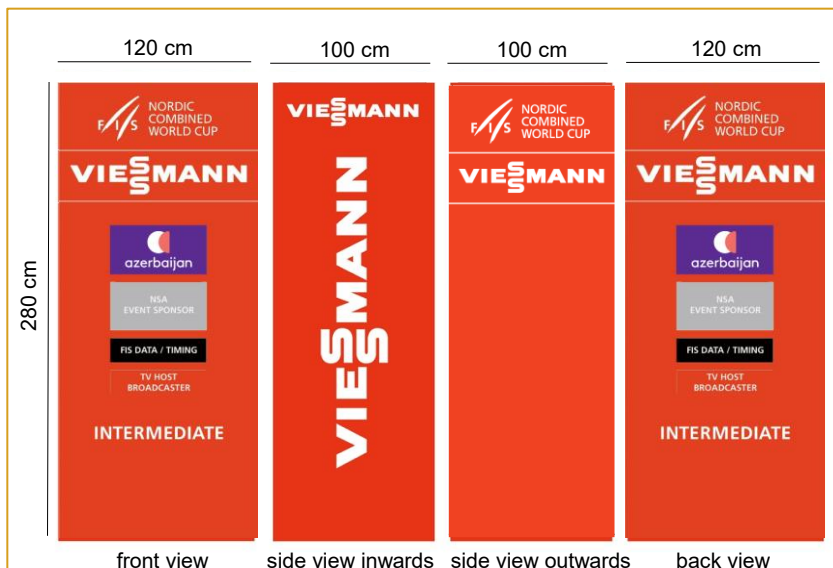 120 cm
100 cm
100 cm
120 cm
280 cm
FIS
NORDIC
COMBINED
WORLD CUP
VIESSMANN
azerbaijan
NSA
EVENT SPONSOR
FIS DATA / TIMING
TV HOST
BROADCASTER
INTERMEDIATE
front view
VIESSMANN
VIESSMANN
side view inwards
FIS
NORDIC
COMBINED
WORLD CUP
VIESSMANN
side view outwards
FIS
NORDIC
COMBINED
WORLD CUP
VIESSMANN
azerbaijan
NSA
EVENT SPONSOR
FIS DATA / TIMING
TV HOST
BROADCASTER
INTERMEDIATE
back view